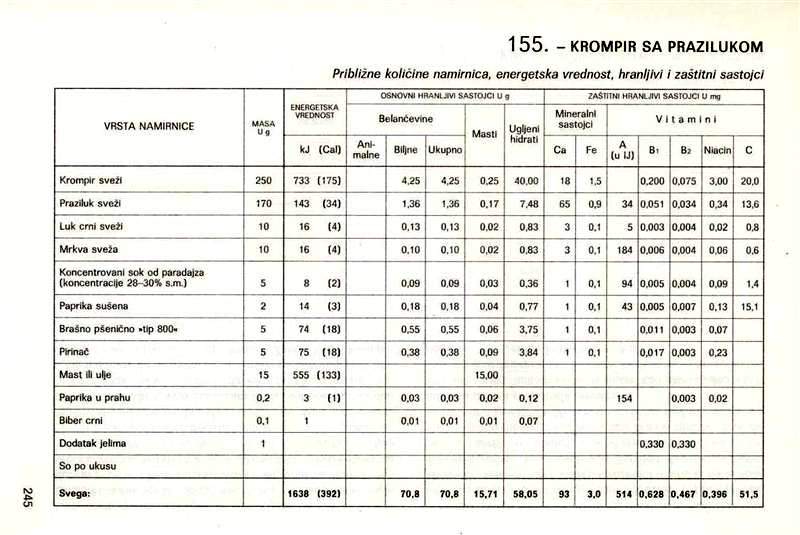 155. – KROMPIR SA PRAZILUKOM
Približne količine namirnica, energetska vrednost, hranljivi i zaštitni sastojci
VRSTA NAMIRNICE MASA U g ENERGETSKA VREDNOST OSNOVNI HRANLJIVI SASTOJCI U g ZAŠTITNI HRANLJIVI SASTOJCI U mg
Belančevine Masti Ugljeni hidrati Mineralni sastojci Vitamini
kJ (Cal) Animalne Biljne Ukupno Ca Fe A (u IJ) B1 B2 Niacin C
Krompir sveži 250 733 (175) 4,25 4,25 0,25 40,00 18 1,5 0,200 0,075 3,00 20,0
Praziluk sveži 170 143 (34) 1,36 1,36 0,17 7,48 65 0,9 34 0,051 0,034 0,34 13,6
Luk crni sveži 10 16 (4) 0,13 0,13 0,02 0,83 3 0,1 5 0,003 0,004 0,02 0,8
Mrkva sveža 10 16 (4) 0,10 0,10 0,02 0,83 3 0,1 184 0,006 0,004 0,06 0,6
Koncentrovani sok od paradajza
(koncentracije 28–30% s.m.) 5 8 (2) 0,09 0,09 0,03 0,36 1 0,1 94 0,005 0,004 0,09 1,4
Paprika sušena 2 14 (3) 0,18 0,18 0,04 0,77 1 0,1 43 0,005 0,007 0,13 15,1
Brašno pšenično »tip 800« 5 74 (18) 0,55 0,55 0,06 3,75 1 0,1 0,011 0,003 0,07
Pirinač 5 75 (18) 0,38 0,38 0,09 3,84 1 0,1 0,017 0,003 0,23
Mast ili ulje 15 555 (133) 15,00
Paprika u prahu 0,2 3 (1) 0,03 0,03 0,02 0,12 154 0,003 0,02
Biber crni 0,1 1 0,01 0,01 0,01 0,07
Dodatak jelima 1 0,330 0,330
So po ukusu
Svega: 1638 (392) 70,8 70,8 15,71 58,05 93 3,0 514 0,628 0,467 0,396 51,5
245